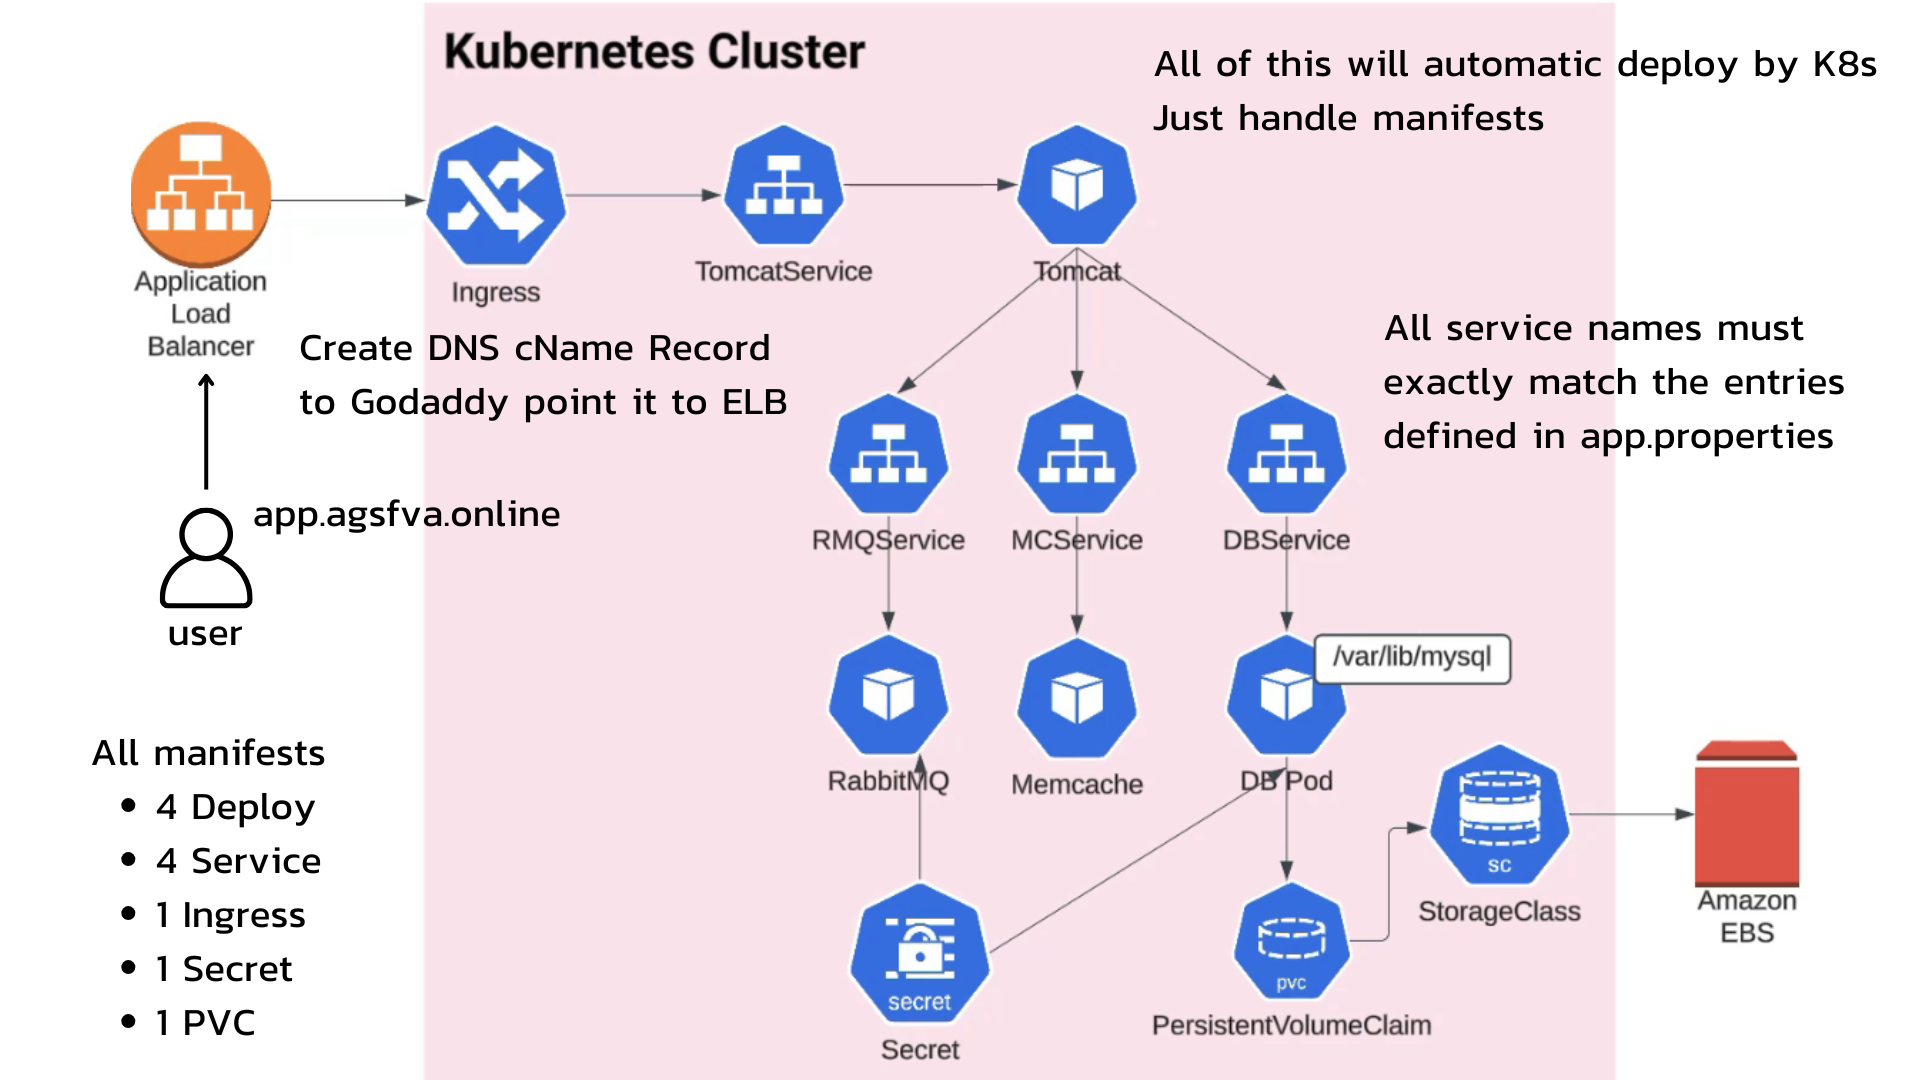 Kubernetes Cluster
All of this will automatic deploy by K8s
Just handle manifests
Application
Load
Balancer
Ingress
TomcatService
Tomcat
Create DNS cName Record
to Godaddy point it to ELB
All service names must
exactly match the entries
defined in app.properties
app.agsfva.online
user
RMQService
MCService
DBService
/var/lib/mysql
RabbitMQ
Memcache
DB Pod
All manifests
• 4 Deploy
• 4 Service
• 1 Ingress
• 1 Secret
• 1 PVC
sc
StorageClass
Amazon
EBS
secret
Secret
pvc
PersistentVolumeClaim